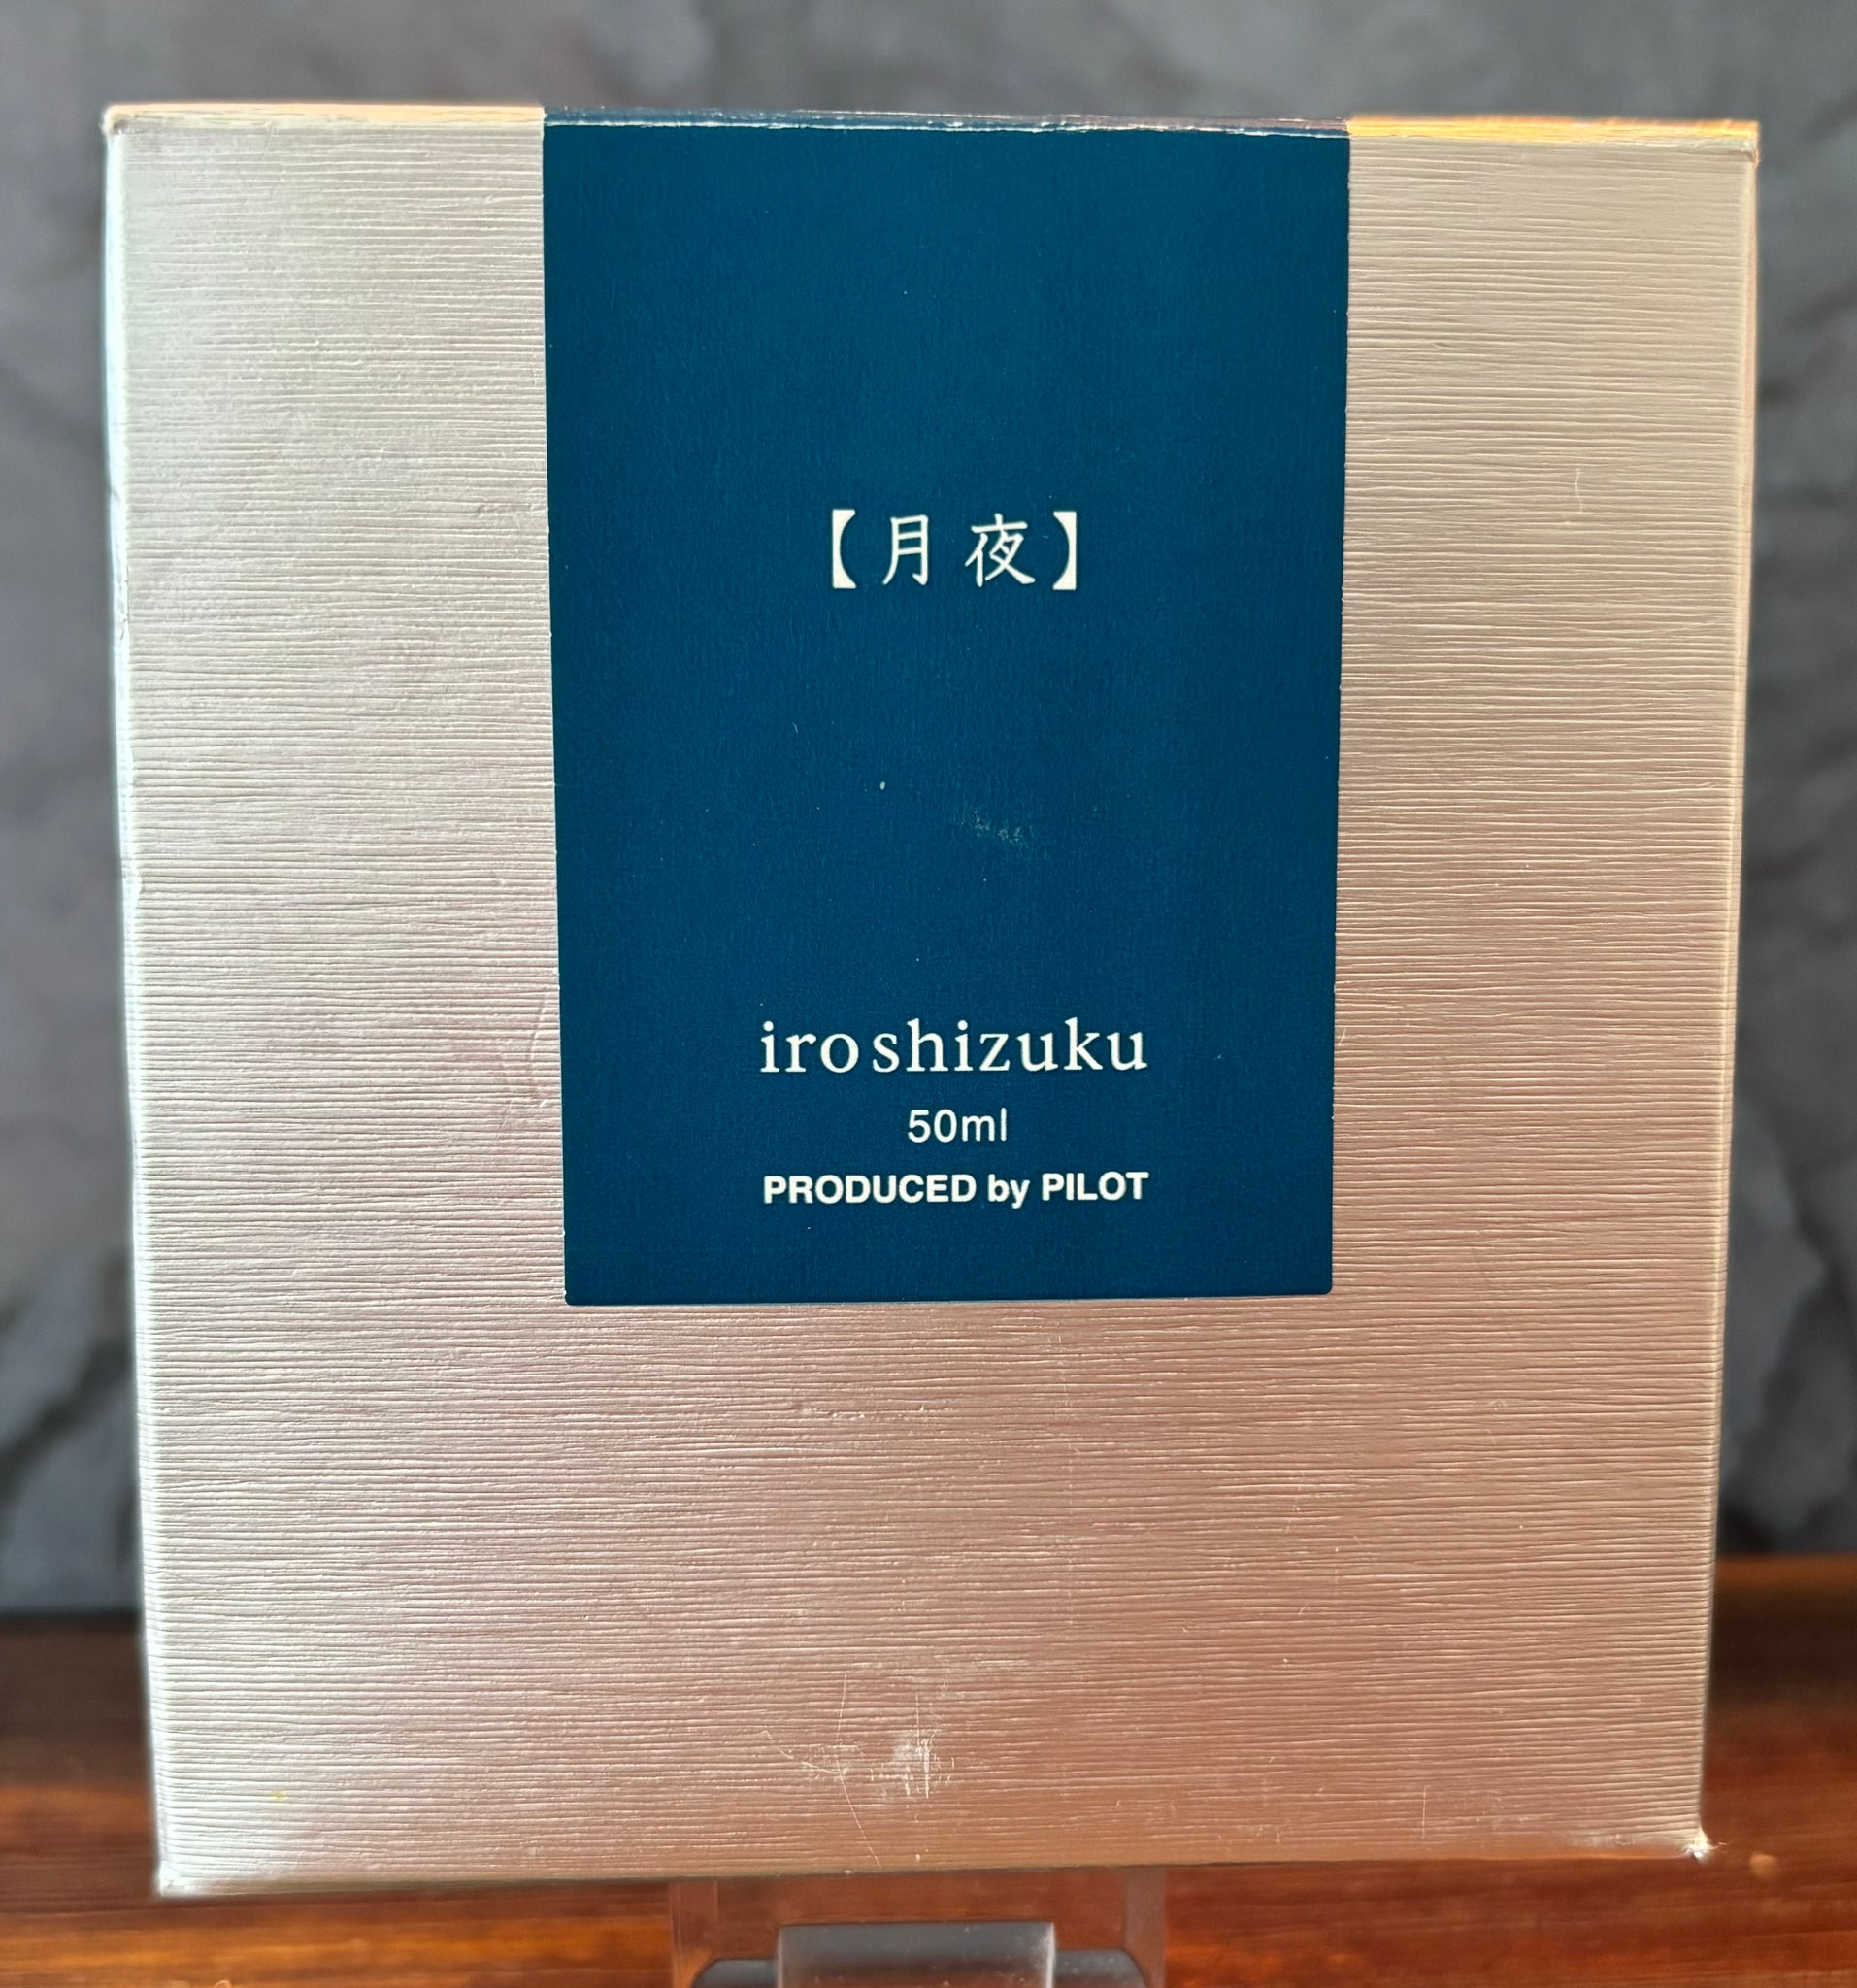 【月夜】
iroshizuku
50ml
PRODUCED by PILOT